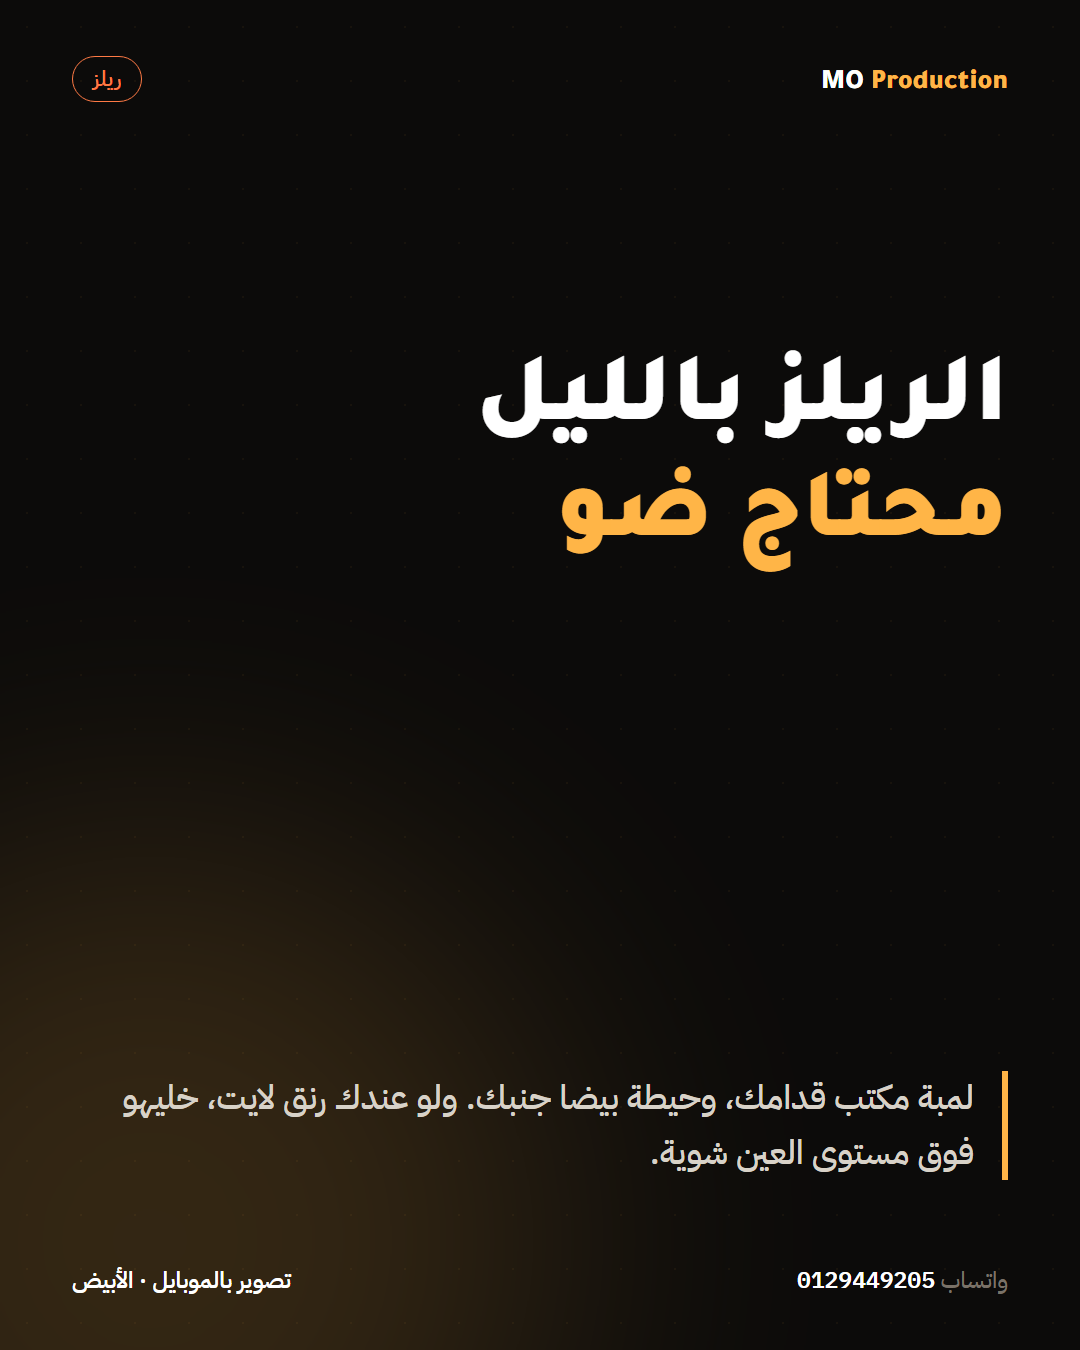 MO Production
ريلز
الريلز بالليل
محتاج ضو
لمبة مكتب قدامك، وحيطة بيضا جنبك. ولو عندك رنق لايت، خليهو
فوق مستوى العين شوية.
واتساب 0129449205
تصوير بالموبايل · الأبيض